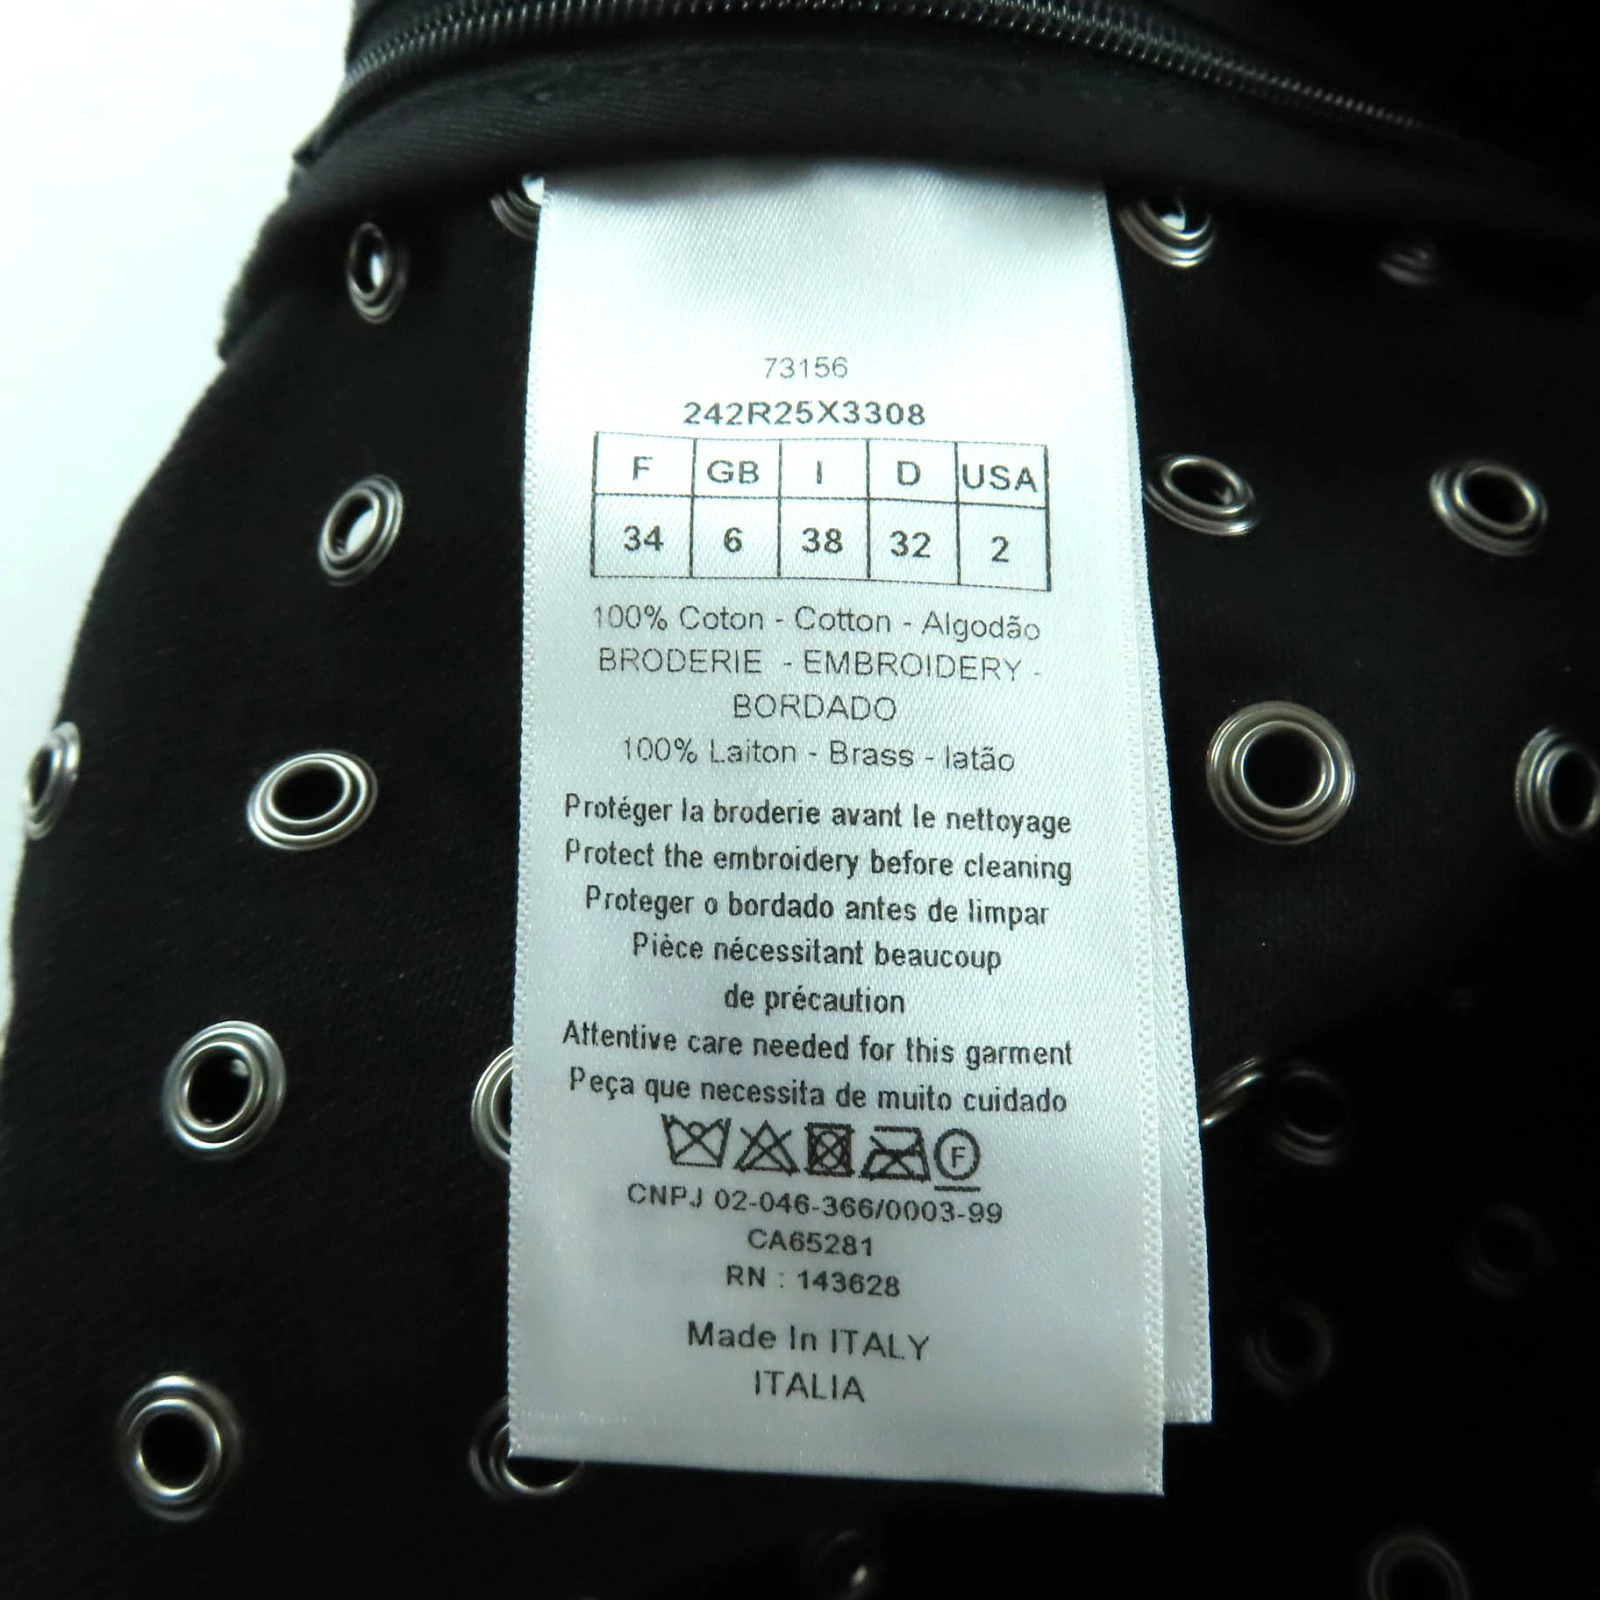 73156
242R25X3308
F GB I D USA
34 6 38 32 2
100% Coton - Cotton - Algodão
BRODERIE - EMBROIDERY -
BORDADO
100% Laiton - Brass - latão
Protéger la broderie avant le nettoyage
Protect the embroidery before cleaning
Proteger o bordado antes de limpar
Pièce nécessitant beaucoup
de précaution
Attentive care needed for this garment
Peça que necessita de muito cuidado
F
CNPJ 02-046-366/0003-99
CA65281
RN : 143628
Made In ITALY
ITALIA